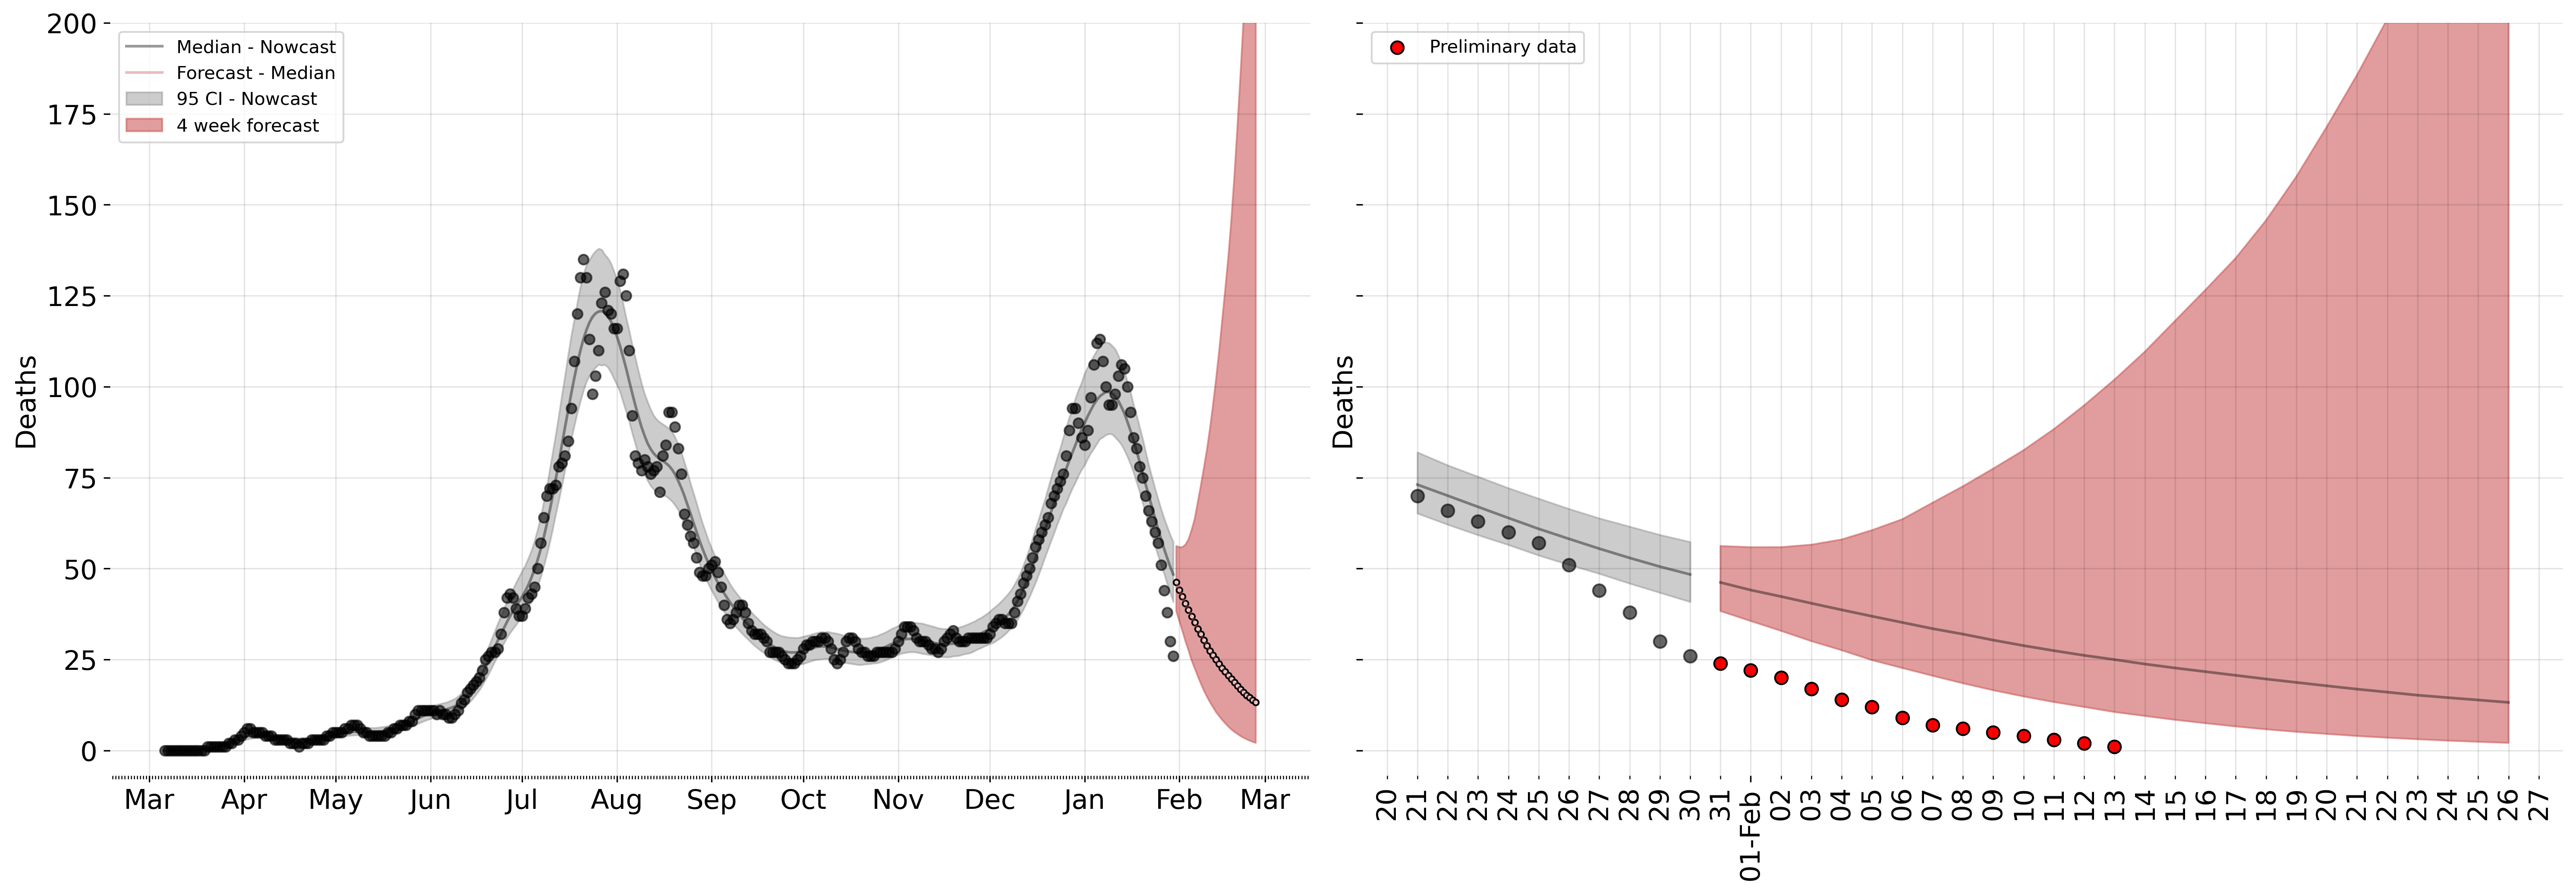 Deaths
200
175
150
125
100
75
50
25
0
Median - Nowcast
Forecast - Median
95 CI - Nowcast
4 week forecast
Mar Apr May Jun Jul Aug Sep Oct Nov Dec Jan Feb Mar
Deaths
Preliminary data
20 21 22 23 24 25 26 27 28 29 30 31 01-Feb 02 03 04 05 06 07 08 09 10 11 12 13 14 15 16 17 18 19 20 21 22 23 24 25 26 27